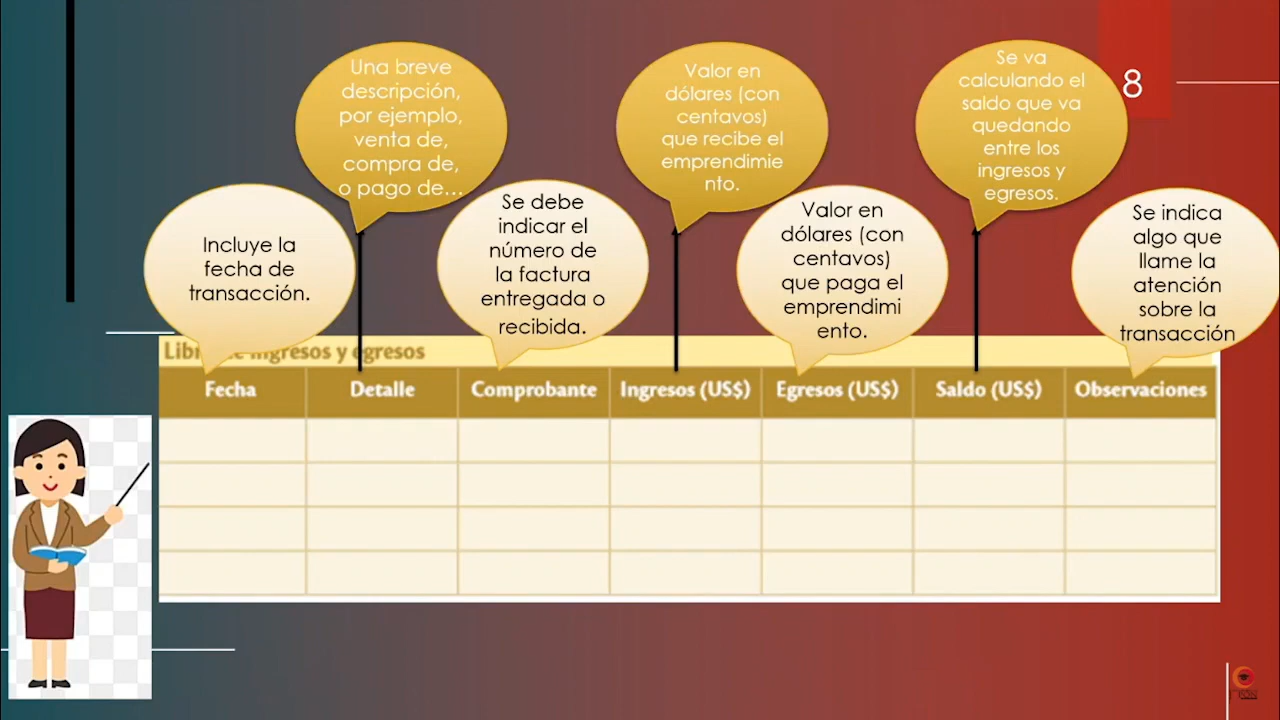 Una breve
descripción,
por ejemplo,
venta de,
compra de,
o pago de...
Valor en
dólares (con
centavos)
que recibe el
emprendimie
nto.
Se va
calculando el
saldo que va
quedando
entre los
ingresos y
egresos.
8
Incluye la
fecha de
transacción.
Se debe
indicar el
número de
la factura
entregada o
recibida.
Valor en
dólares (con
centavos)
que paga el
emprendimi
ento.
Se indica
algo que
llame la
atención
sobre la
transacción
ingresos y egresos
Fecha
Detalle
Comprobante
Ingresos (US$)
Egresos (US$)
Saldo (US$)
Observaciones